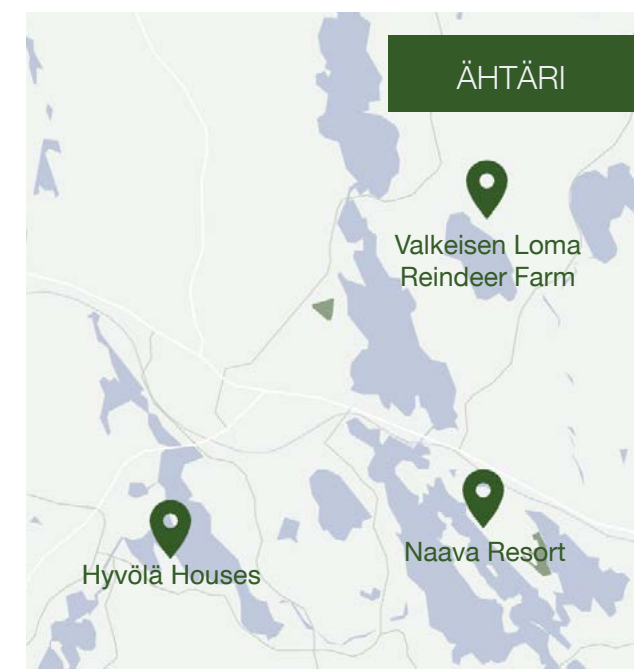 ÄHTÄRI
Valkeisen Loma
Reindeer Farm
Naava Resort
Hyvölä Houses